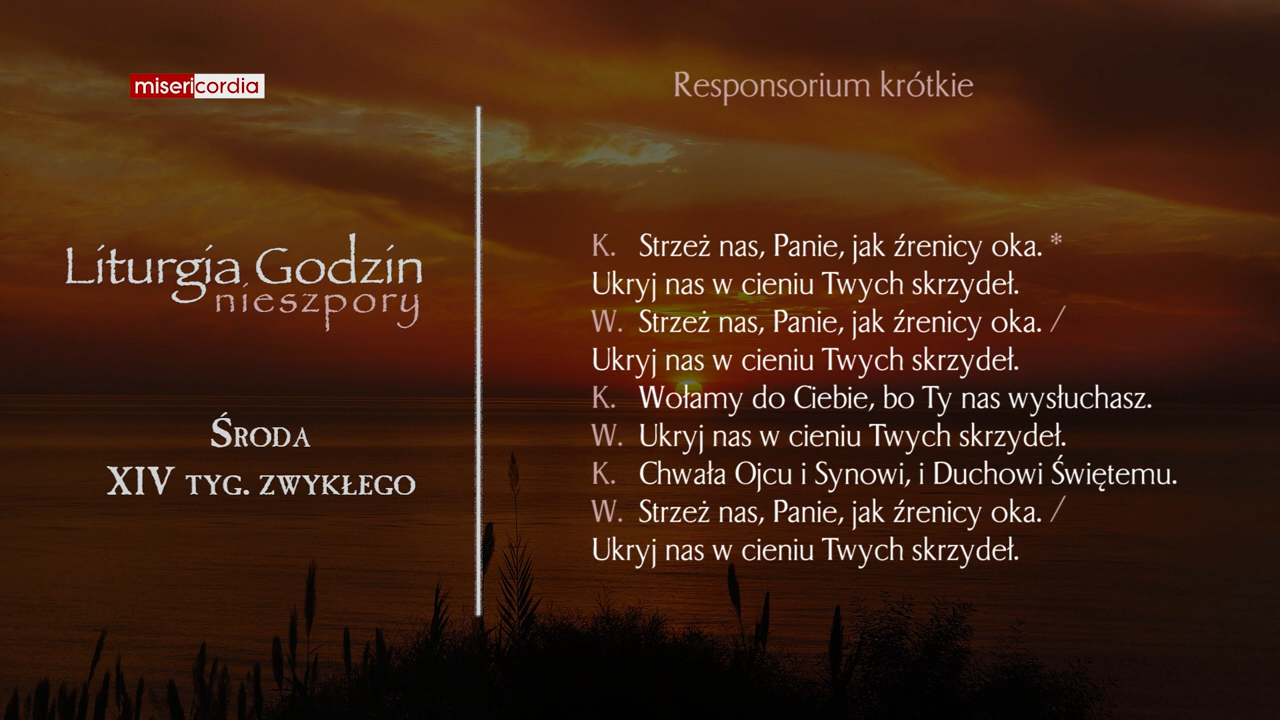 misericordia
Liturgia Godzin
nieszpory
Środa
XIV tyg. zwykłego
Responsorium krótkie
K. Strzeż nas, Panie, jak źrenicy oka. *
Ukryj nas w cieniu Twych skrzydeł.
W. Strzeż nas, Panie, jak źrenicy oka. /
Ukryj nas w cieniu Twych skrzydeł.
K. Wołamy do Ciebie, bo Ty nas wysłuchasz.
W. Ukryj nas w cieniu Twych skrzydeł.
K. Chwała Ojcu i Synowi, i Duchowi Świętemu.
W. Strzeż nas, Panie, jak źrenicy oka. /
Ukryj nas w cieniu Twych skrzydeł.